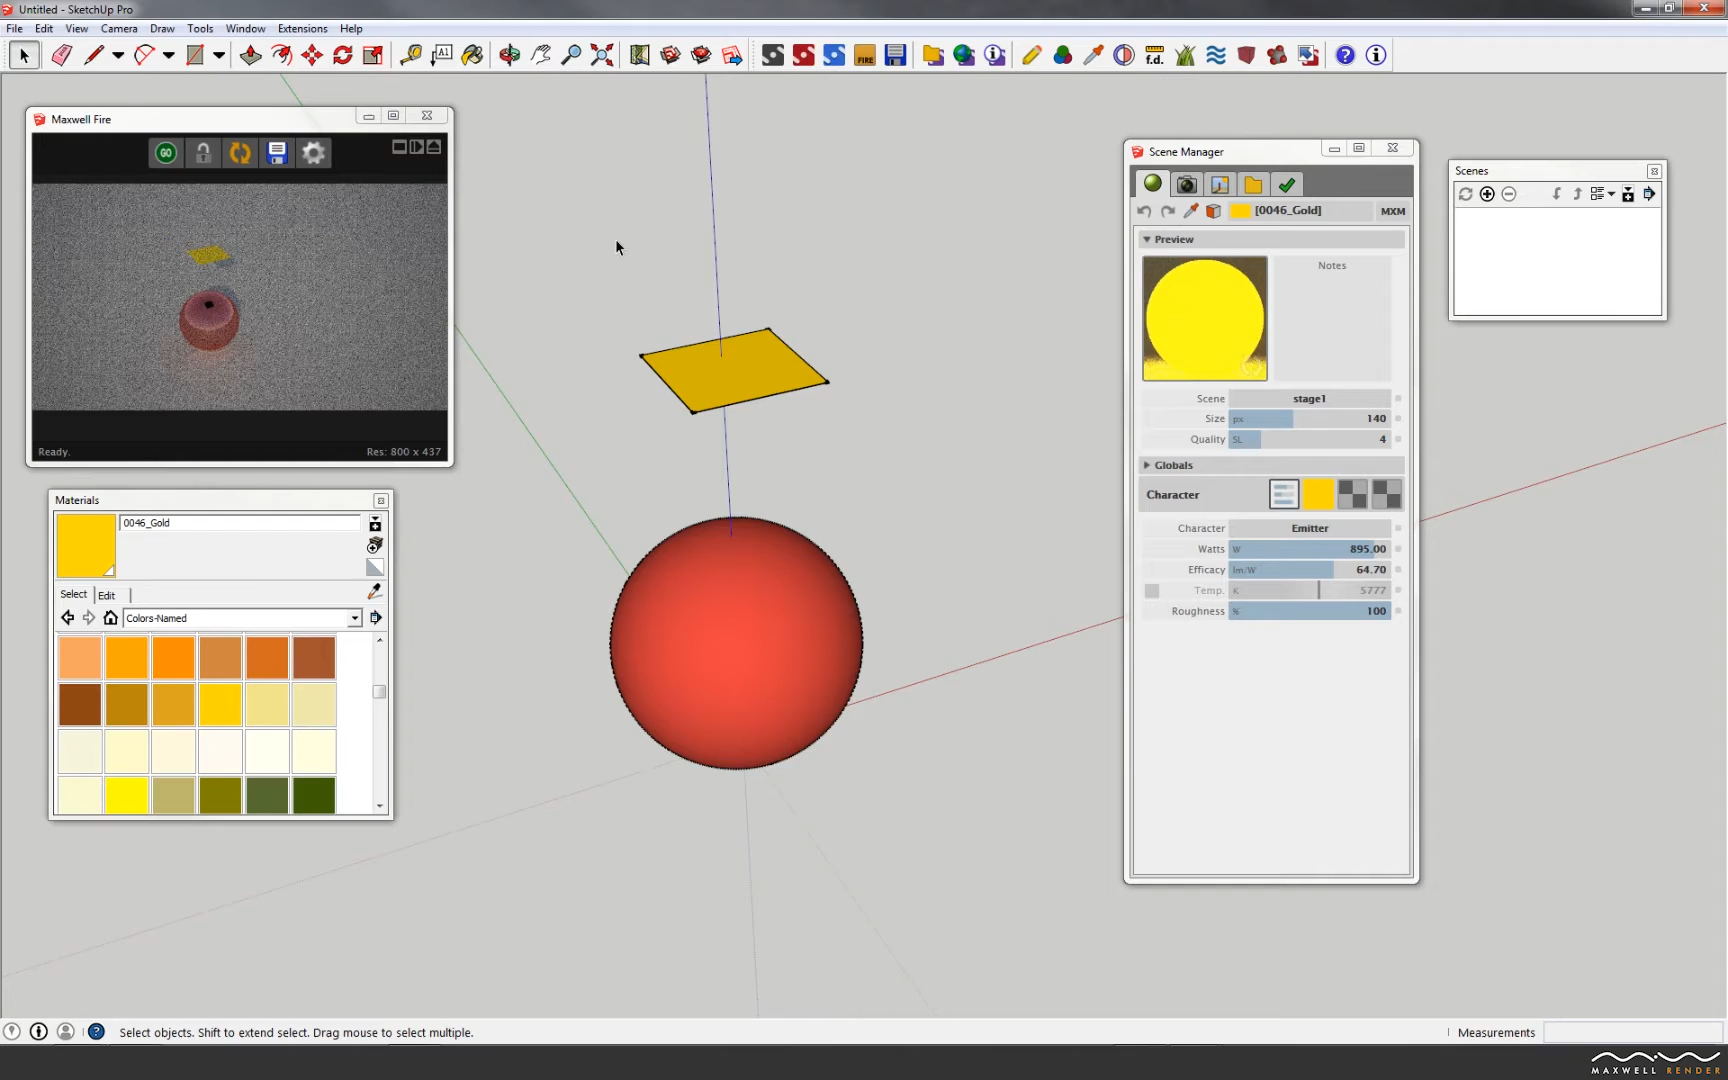 Untitled - SketchUp Pro
File Edit View Camera Draw Tools Window Extensions Help
A1
FIRE
f.d.
Maxwell Fire
GO
Ready.
Res: 800 x 437
Materials
0046_Gold
Select Edit
Colors-Named
Scene Manager
[0046_Gold] MXM
Preview
Notes
Scene stage1
Size px 140
Quality SL 4
Globals
Character
Character Emitter
Watts W 895.00
Efficacy lm/W 64.70
Temp. K 5777
Roughness % 100
Scenes
Select objects. Shift to extend select. Drag mouse to select multiple.
Measurements
MAXWELL RENDER